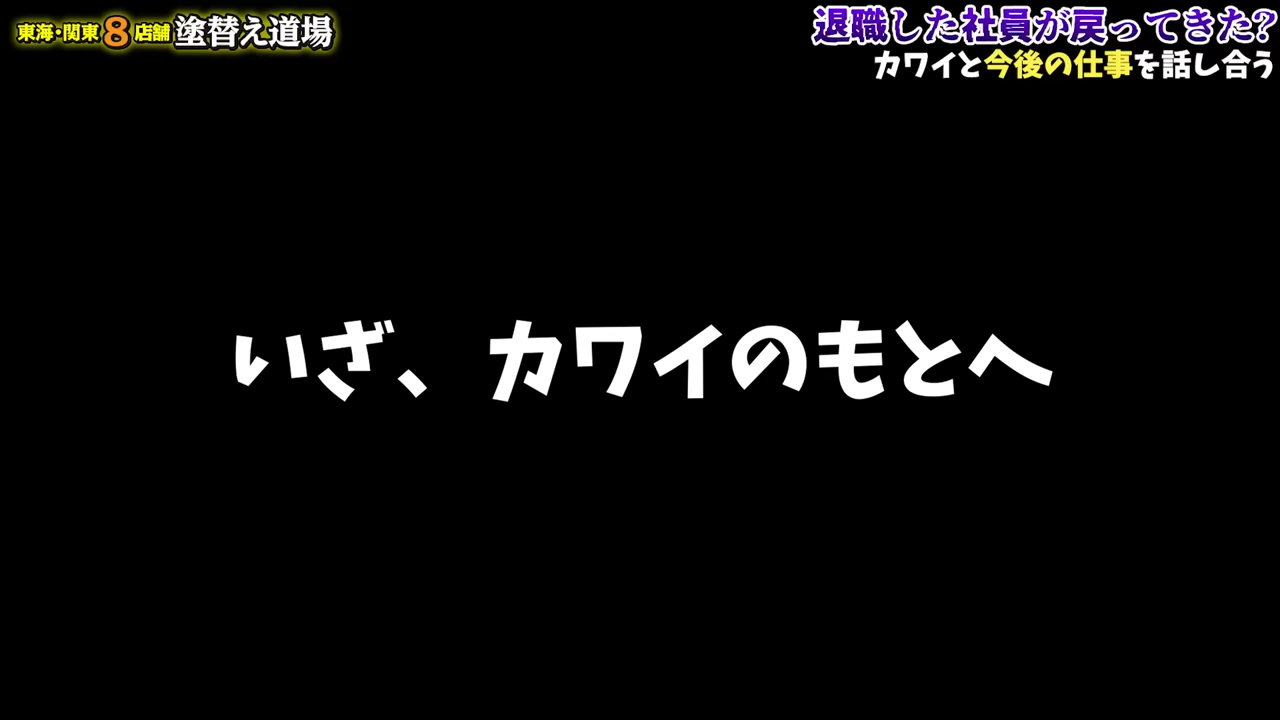 東海・関東8店舗塗替え道場
退職した社員が戻ってきた?
カワイと今後の仕事を話し合う
いざ、カワイのもとへ